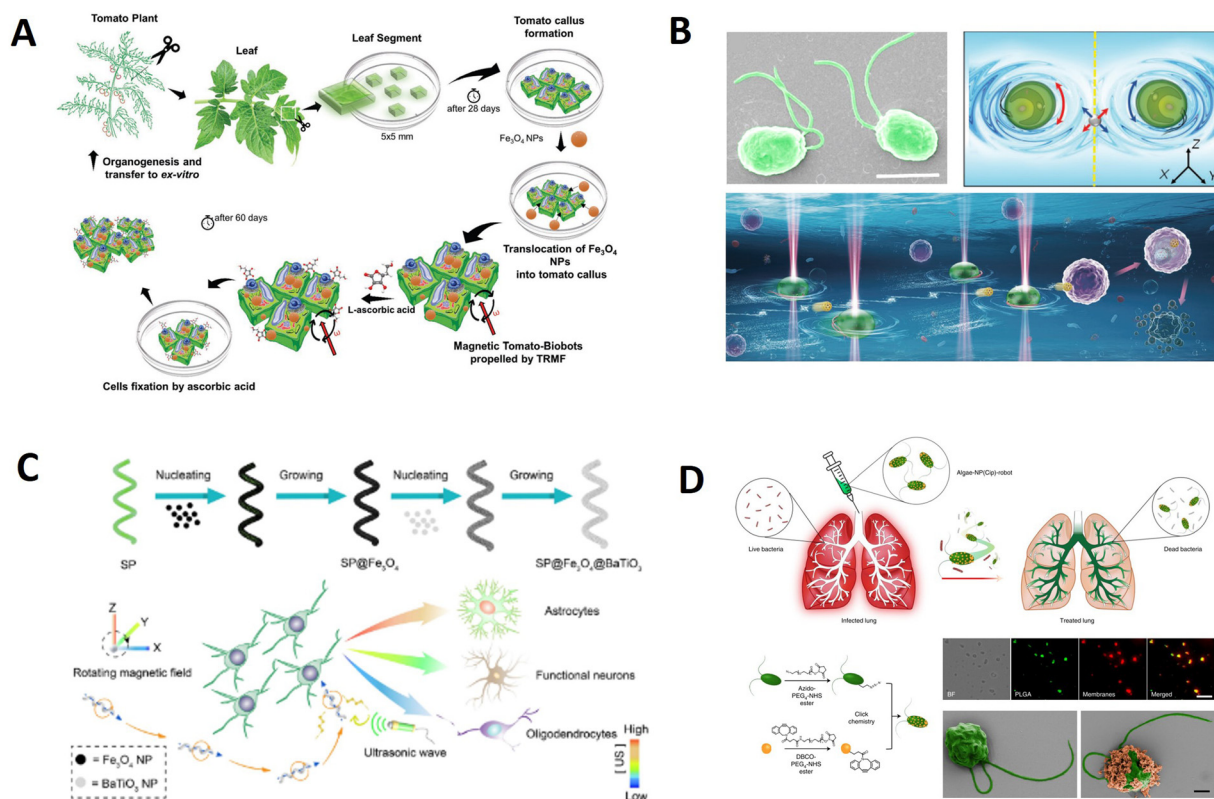 A
Tomato Plant
Leaf
Leaf Segment
Tomato callus
formation
after 28 days
5x5 mm
Fe₃O₄ NPs
Organogenesis and
transfer to ex-vitro
after 60 days
Translocation of Fe₃O₄
NPs
into tomato callus
L-ascorbic acid
ω
ω
Magnetic Tomato-Biobots
propelled by TRMF
Cells fixation by ascorbic acid
B
Z
X
Y
C
Nucleating
Growing
Nucleating
Growing
SP
SP@Fe₃O₄
SP@Fe₃O₄@BaTiO₃
Z
Y
X
Rotating magnetic field
Astrocytes
Functional neurons
Oligodendrocytes
Ultrasonic wave
High
[ US ]
Low
= Fe₃O₄ NP
= BaTiO₃ NP
D
Algae-NP(Cip)-robot
Live bacteria
Dead bacteria
Infected lung
Treated lung
Azido-
PEG₄-NHS
ester
Click
chemistry
DBCO-
PEG₄-NHS
ester
BF
PLGA
Membranes
Merged